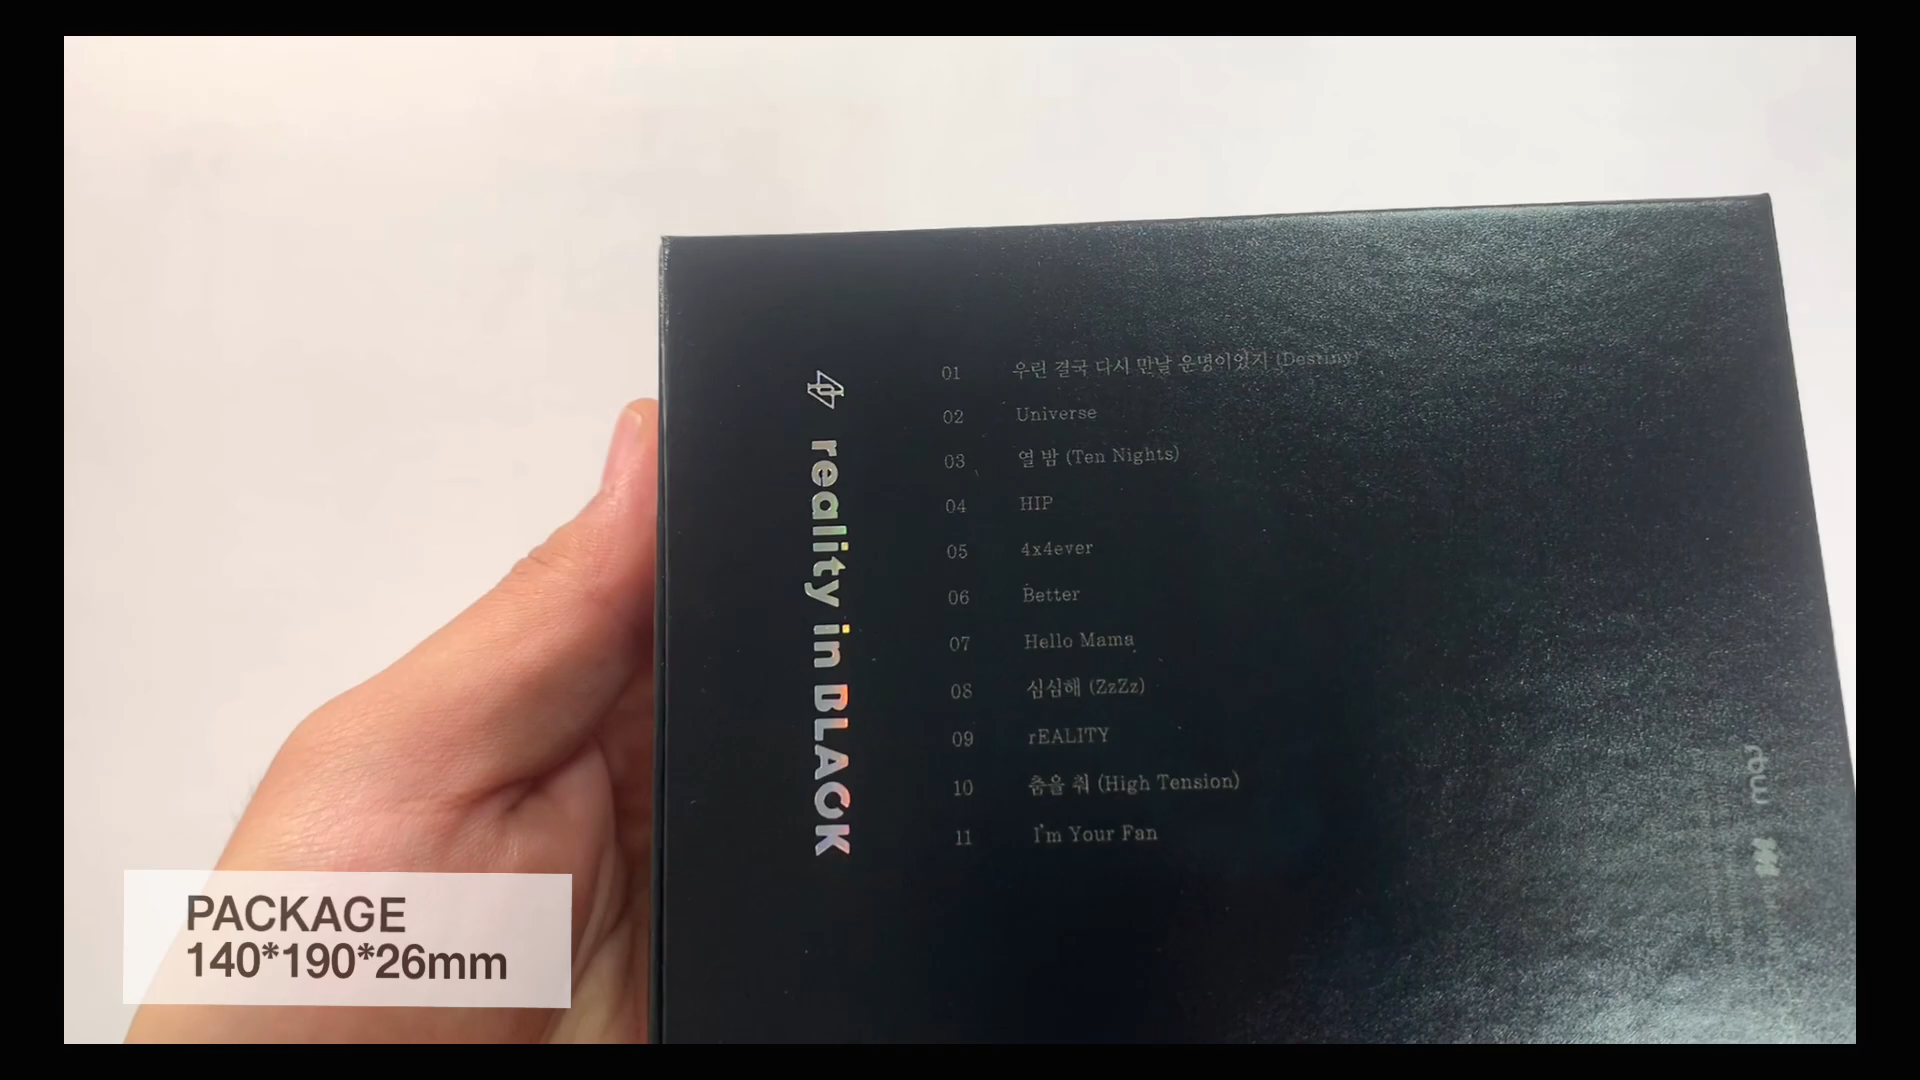 reality in BLACK
01 우린 결국 다시 만날 운명이었지 (Destiny)
02 Universe
03 열 밤 (Ten Nights)
04 HIP
05 4x4ever
06 Better
07 Hello Mama
08 심심해 (ZzZz)
09 rEALITY
10 춤을 춰 (High Tension)
11 I'm Your Fan
rbw
PACKAGE
140*190*26mm